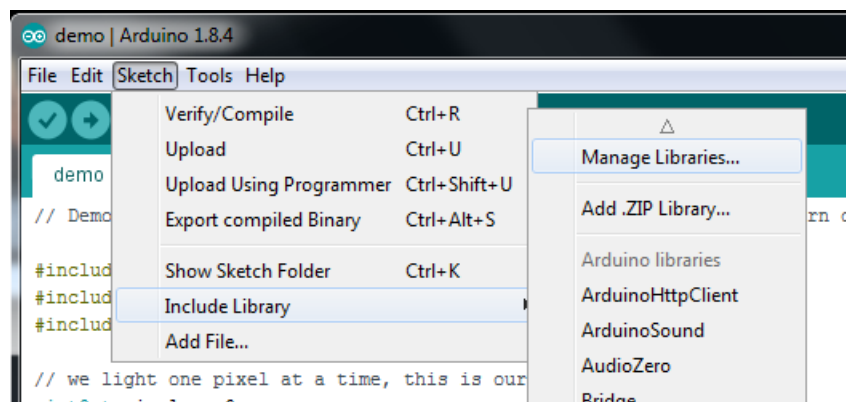 demo | Arduino 1.8.4
File Edit Sketch Tools Help
Verify/Compile Ctrl+R
Upload Ctrl+U
Upload Using Programmer Ctrl+Shift+U
Export compiled Binary Ctrl+Alt+S
Show Sketch Folder Ctrl+K
Include Library
Add File...
Manage Libraries...
Add .ZIP Library...
Arduino libraries
ArduinoHttpClient
ArduinoSound
AudioZero
Bridge
demo
// Demo
#includ
#includ
#includ
// we light one pixel at a time, this is our